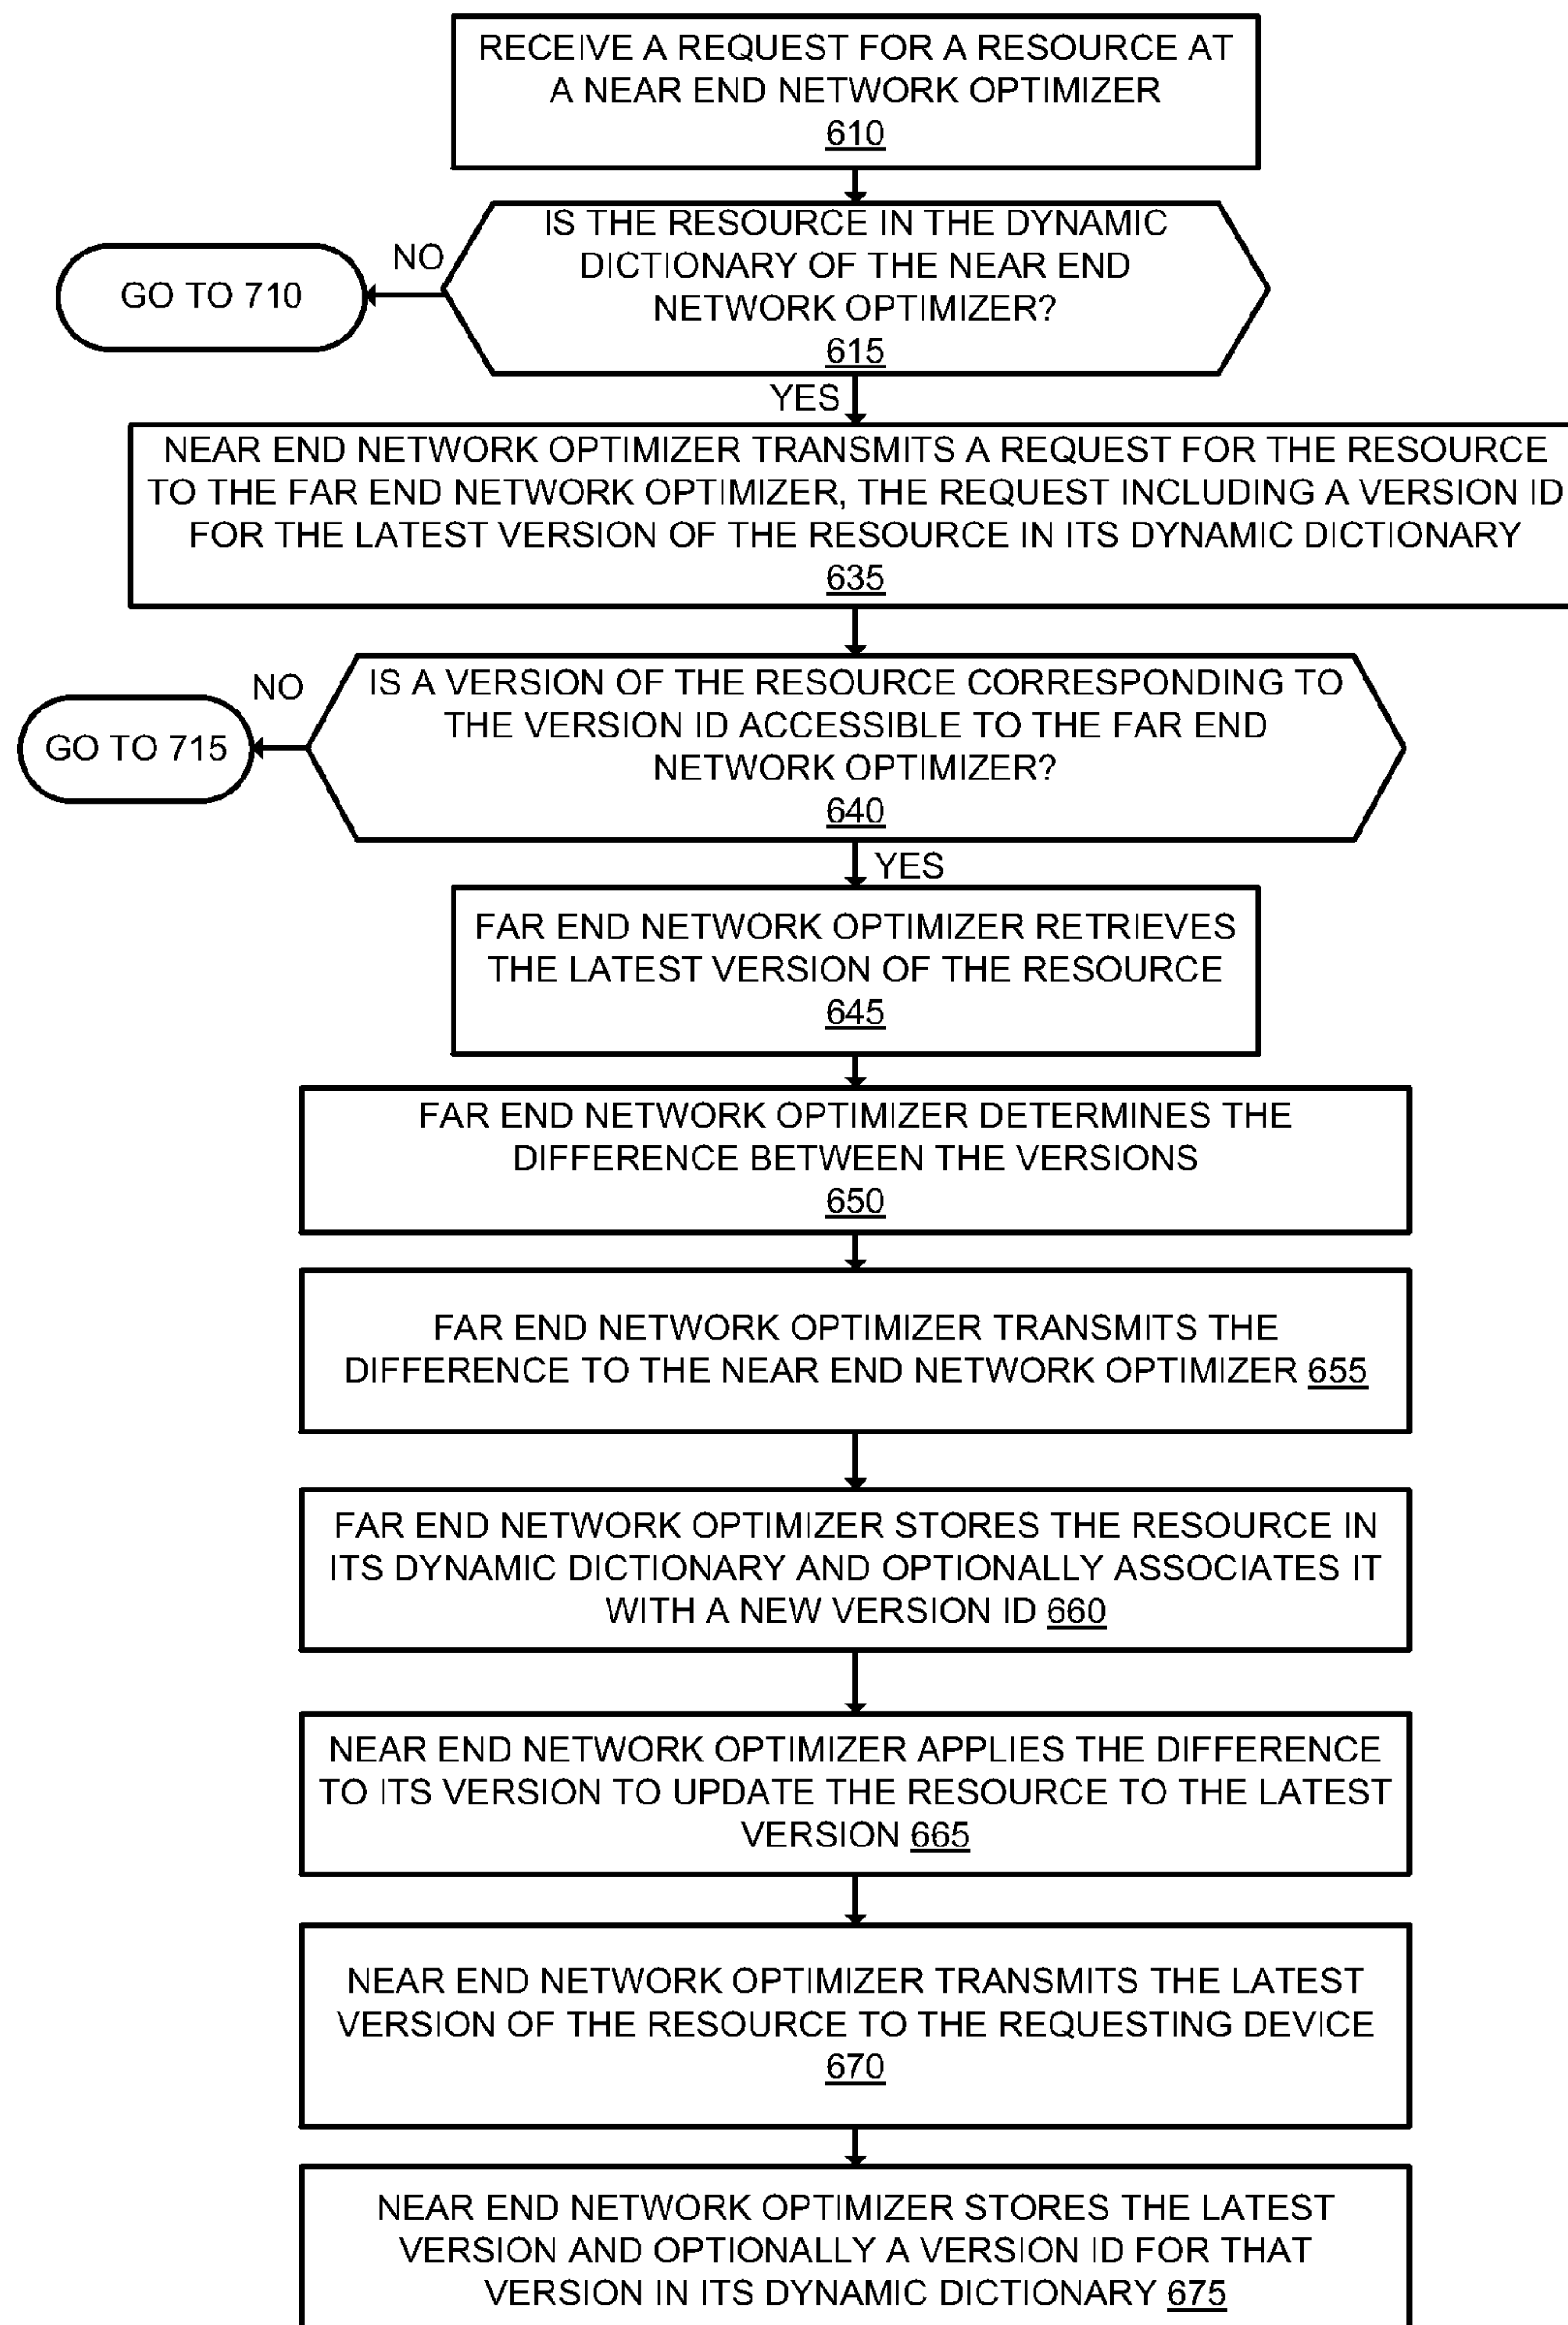 RECEIVE A REQUEST FOR A RESOURCE AT
A NEAR END NETWORK OPTIMIZER
610
IS THE RESOURCE IN THE DYNAMIC
DICTIONARY OF THE NEAR END
NETWORK OPTIMIZER?
615
NO
GO TO 710
YES
NEAR END NETWORK OPTIMIZER TRANSMITS A REQUEST FOR THE RESOURCE
TO THE FAR END NETWORK OPTIMIZER, THE REQUEST INCLUDING A VERSION ID
FOR THE LATEST VERSION OF THE RESOURCE IN ITS DYNAMIC DICTIONARY
635
IS A VERSION OF THE RESOURCE CORRESPONDING TO
THE VERSION ID ACCESSIBLE TO THE FAR END
NETWORK OPTIMIZER?
640
NO
GO TO 715
YES
FAR END NETWORK OPTIMIZER RETRIEVES
THE LATEST VERSION OF THE RESOURCE
645
FAR END NETWORK OPTIMIZER DETERMINES THE
DIFFERENCE BETWEEN THE VERSIONS
650
FAR END NETWORK OPTIMIZER TRANSMITS THE
DIFFERENCE TO THE NEAR END NETWORK OPTIMIZER 655
FAR END NETWORK OPTIMIZER STORES THE RESOURCE IN
ITS DYNAMIC DICTIONARY AND OPTIONALLY ASSOCIATES IT
WITH A NEW VERSION ID 660
NEAR END NETWORK OPTIMIZER APPLIES THE DIFFERENCE
TO ITS VERSION TO UPDATE THE RESOURCE TO THE LATEST
VERSION 665
NEAR END NETWORK OPTIMIZER TRANSMITS THE LATEST
VERSION OF THE RESOURCE TO THE REQUESTING DEVICE
670
NEAR END NETWORK OPTIMIZER STORES THE LATEST
VERSION AND OPTIONALLY A VERSION ID FOR THAT
VERSION IN ITS DYNAMIC DICTIONARY 675